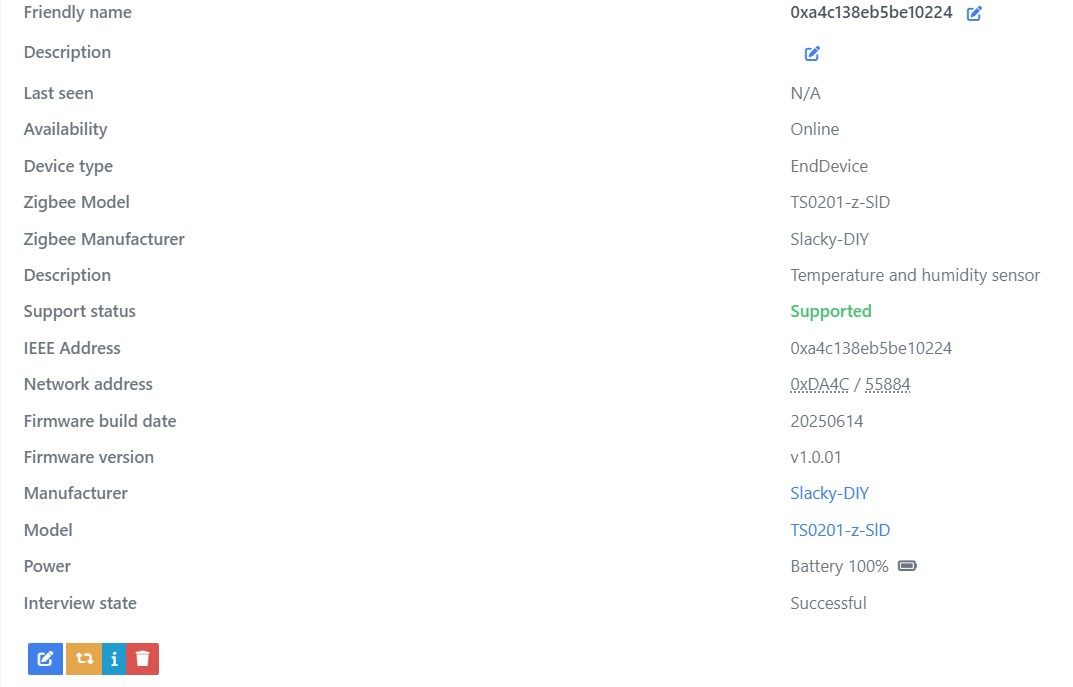 Friendly name 0xa4c138eb5be10224
Description
Last seen N/A
Availability Online
Device type EndDevice
Zigbee Model TS0201-z-SlD
Zigbee Manufacturer Slacky-DIY
Description Temperature and humidity sensor
Support status Supported
IEEE Address 0xa4c138eb5be10224
Network address 0xDA4C / 55884
Firmware build date 20250614
Firmware version v1.0.01
Manufacturer Slacky-DIY
Model TS0201-z-SlD
Power Battery 100%
Interview state Successful